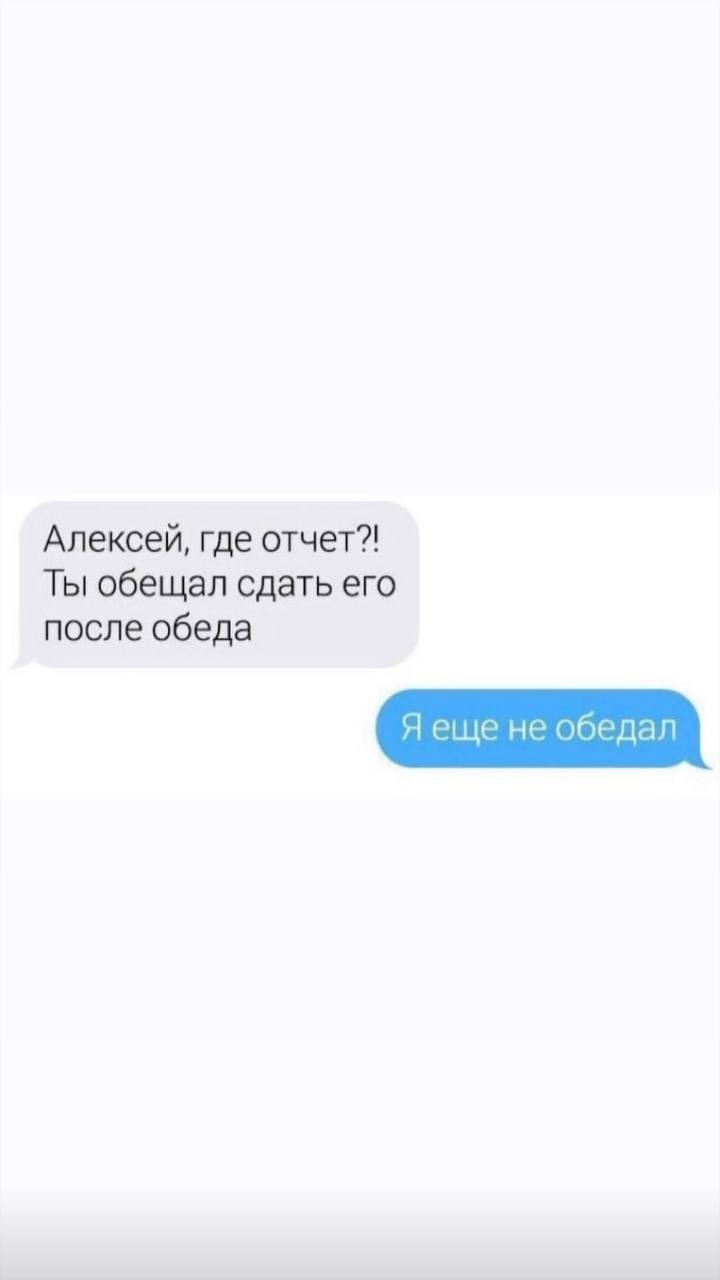 Алексей, где отчет?!
Ты обещал сдать его
после обеда
Я еще не обедал